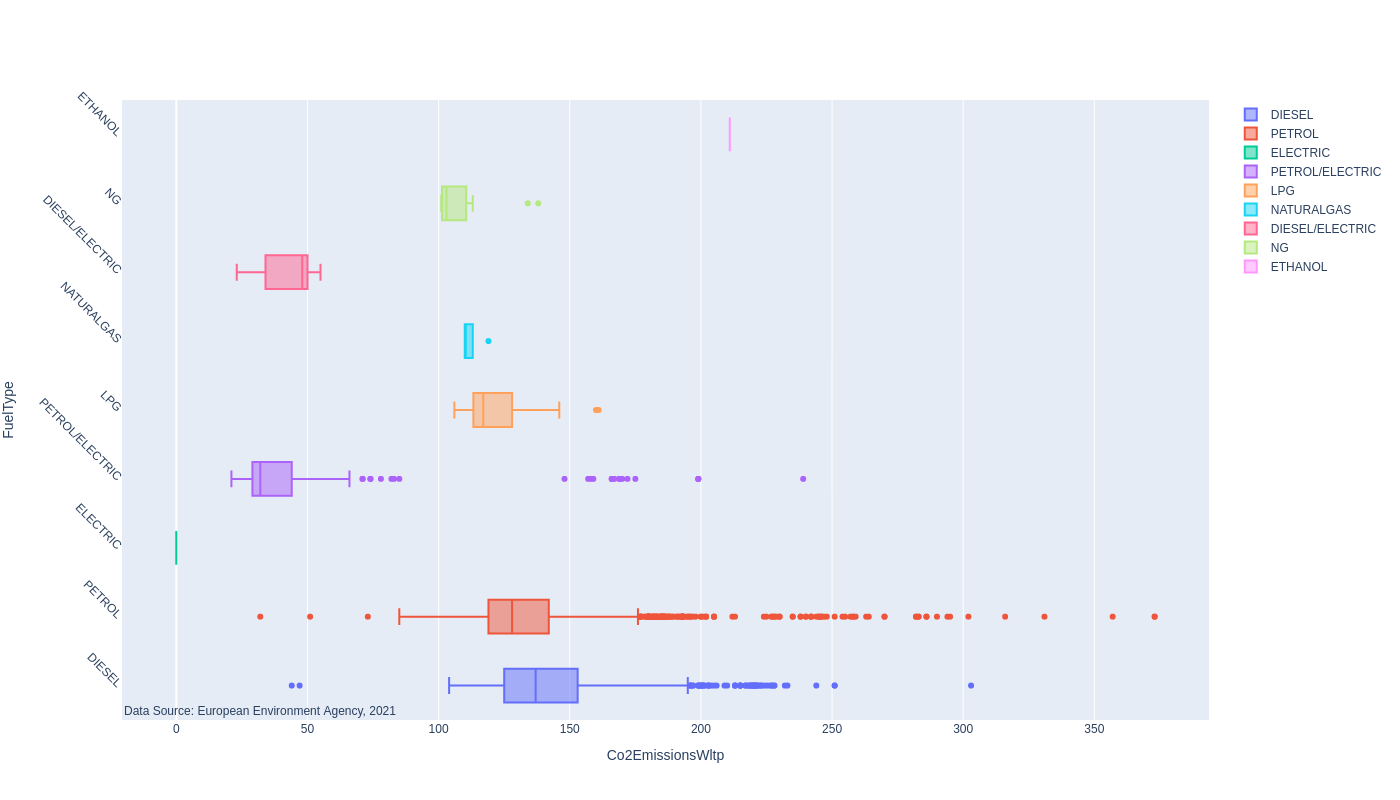 ETHANOL
NG
DIESEL/ELECTRIC
NATURALGAS
LPG
PETROL/ELECTRIC
ELECTRIC
PETROL
DIESEL
FuelType
Data Source: European Environment Agency, 2021
0 50 100 150 200 250 300 350
Co2EmissionsWltp
DIESEL
PETROL
ELECTRIC
PETROL/ELECTRIC
LPG
NATURALGAS
DIESEL/ELECTRIC
NG
ETHANOL